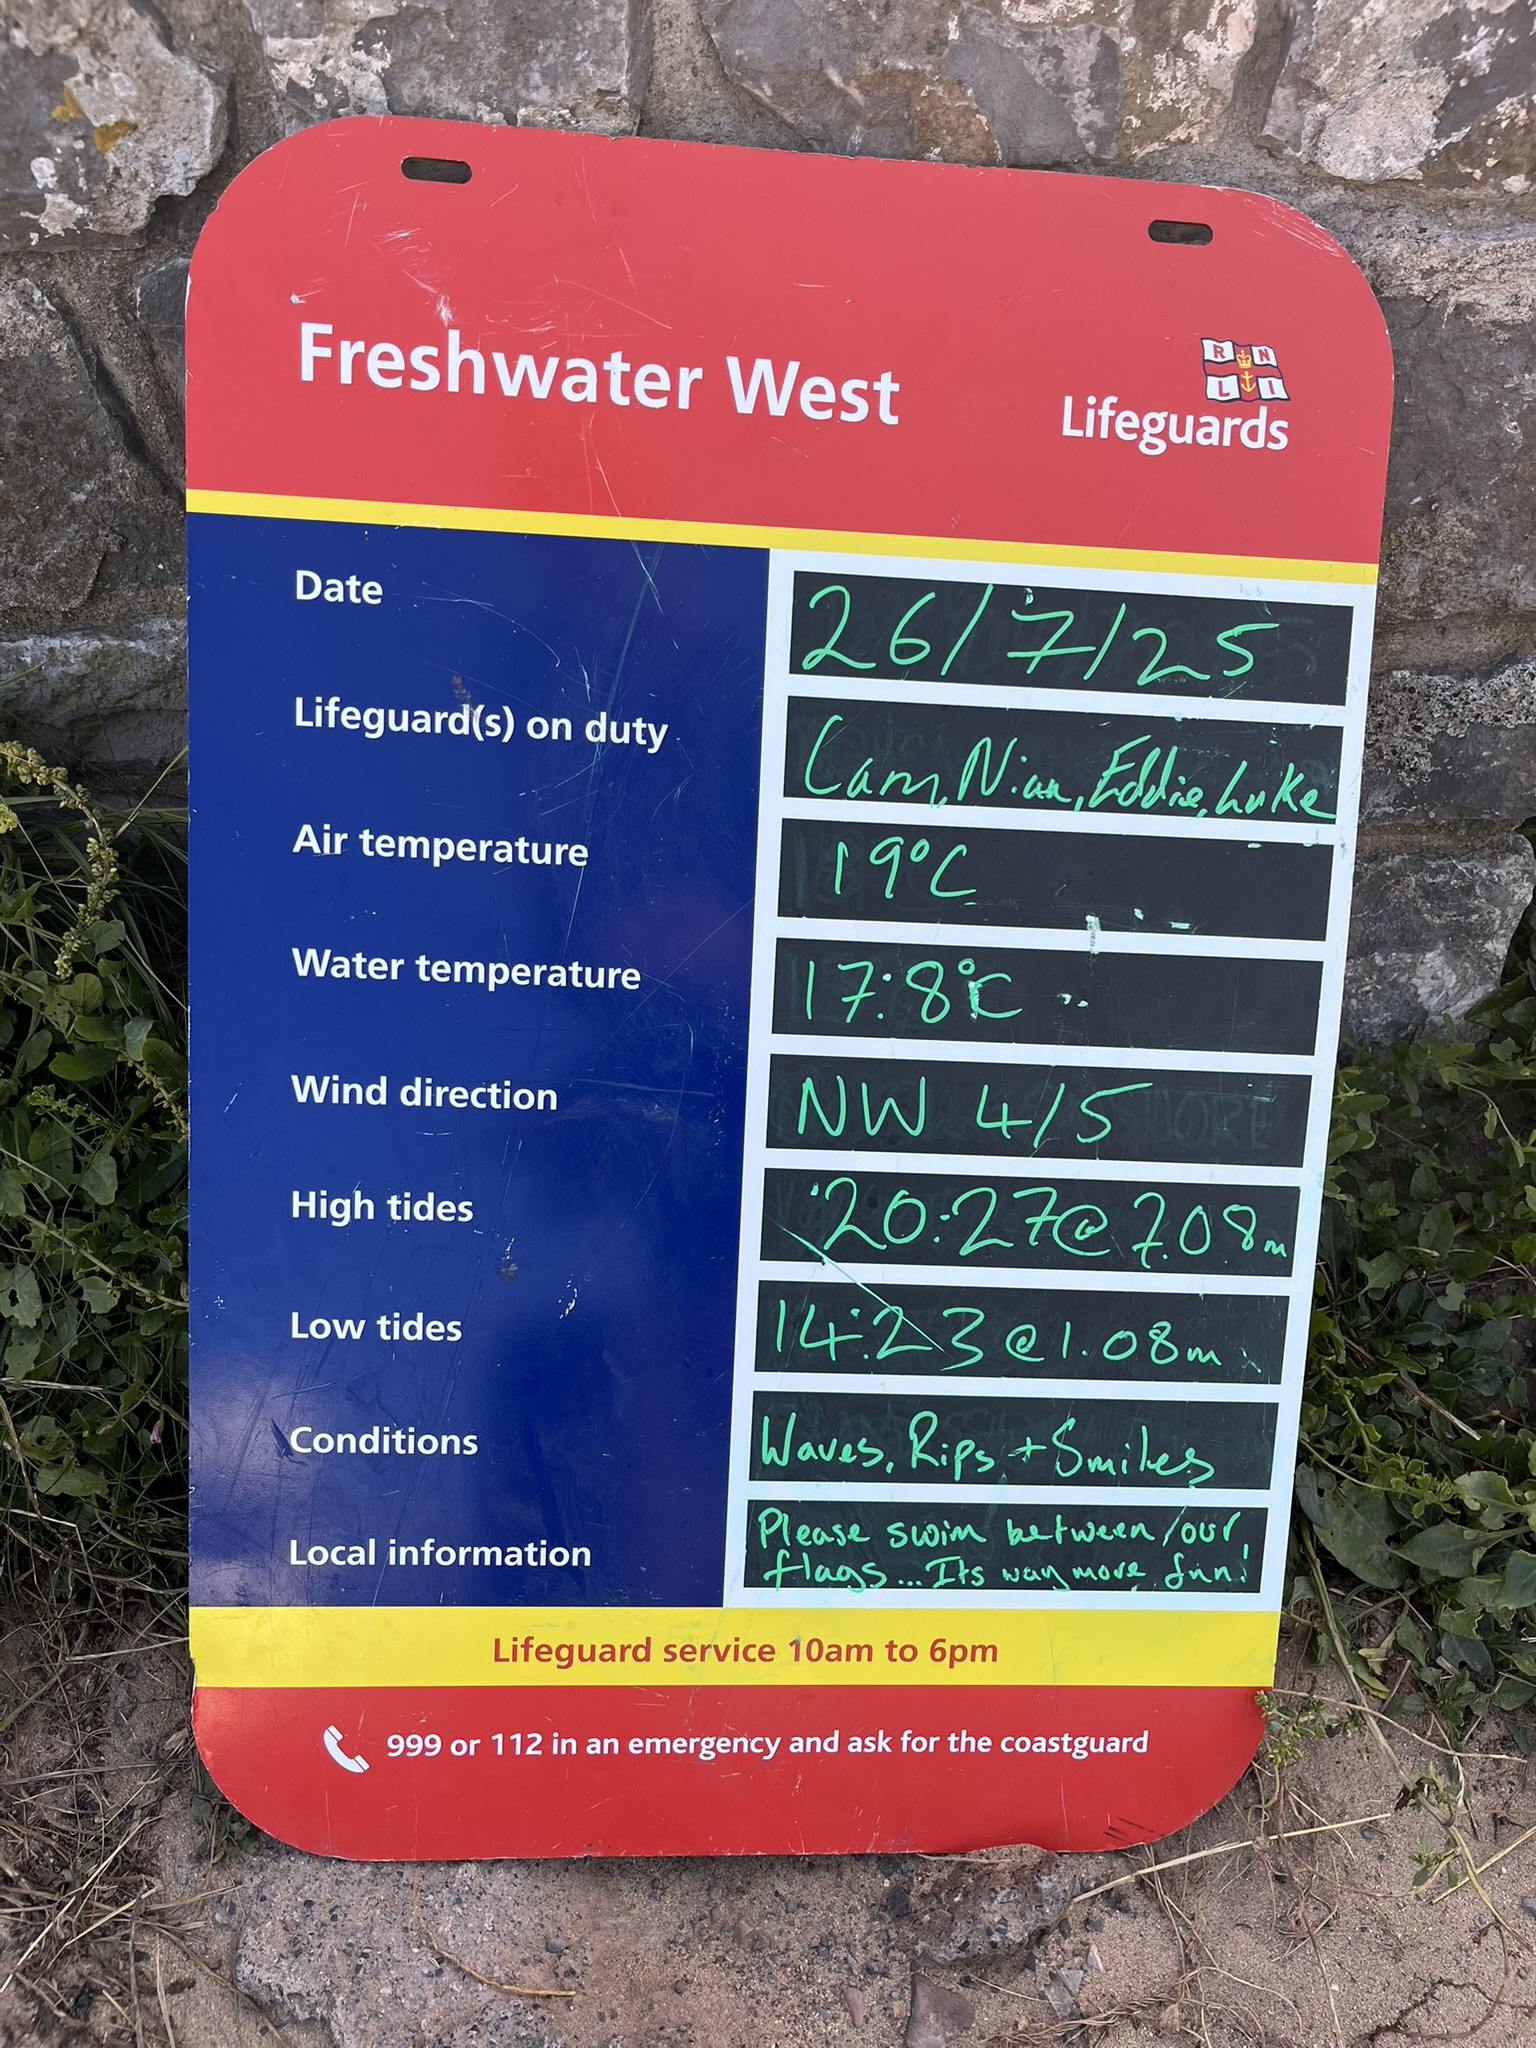 Freshwater West
RNLI
Lifeguards
Date 26/7/25
Lifeguard(s) on duty Cam, Nian, Eddie, Luke
Air temperature 19°C
Water temperature 17.8°C
Wind direction NW 4/5
High tides 20:27@7.08m
Low tides 14:23@1.08m
Conditions Waves, Rips + Smiles
Local information Please swim between our
flags... Its way more fun!
Lifeguard service 10am to 6pm
999 or 112 in an emergency and ask for the coastguard